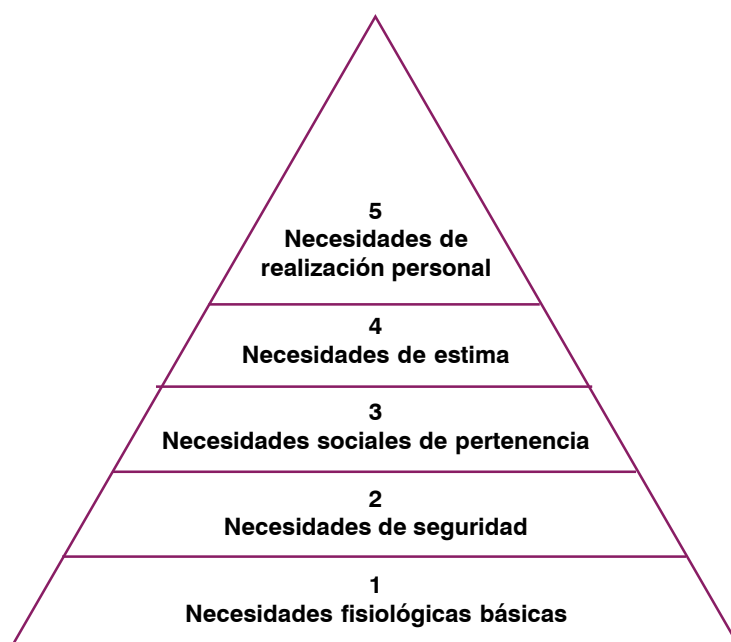 5
Necesidades de
realización personal
4
Necesidades de estima
3
Necesidades sociales de pertenencia
2
Necesidades de seguridad
1
Necesidades fisiológicas básicas